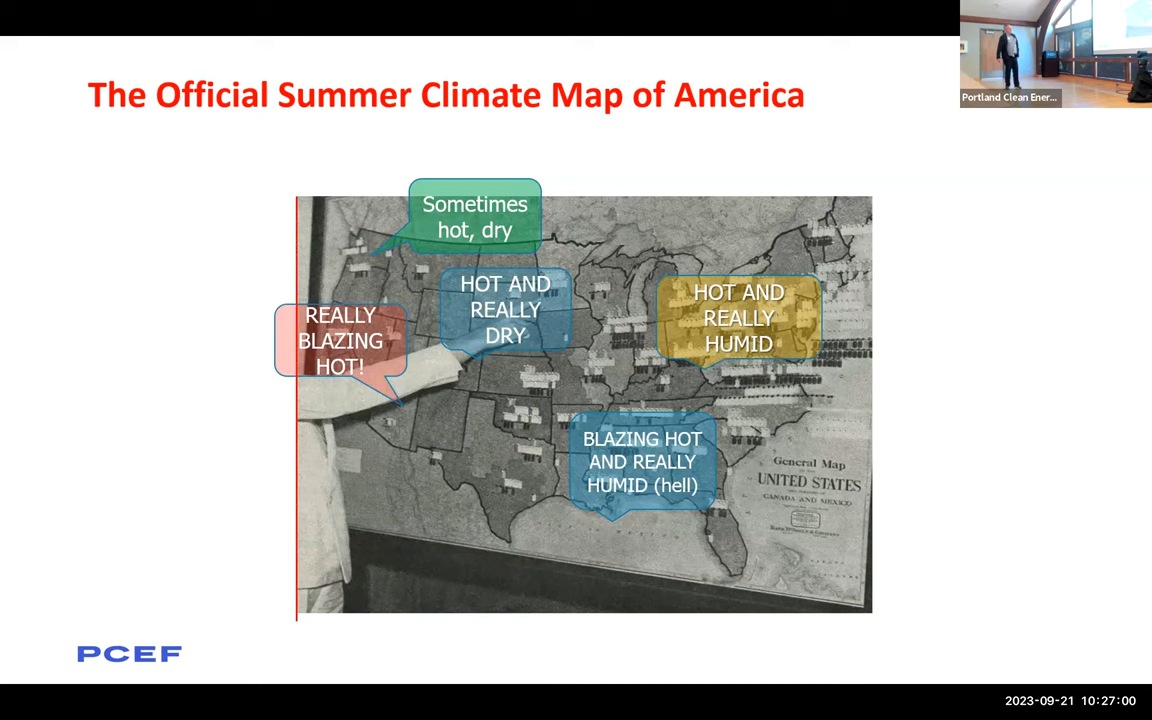 The Official Summer Climate Map of America
Portland Clean Ener...
Sometimes
hot, dry
HOT AND
REALLY
DRY
HOT AND
REALLY
HUMID
REALLY
BLAZING
HOT!
BLAZING HOT
AND REALLY
HUMID (hell)
General Map
UNITED STATES
CANADA AND MEXICO
PCEF
2023-09-21 10:27:00